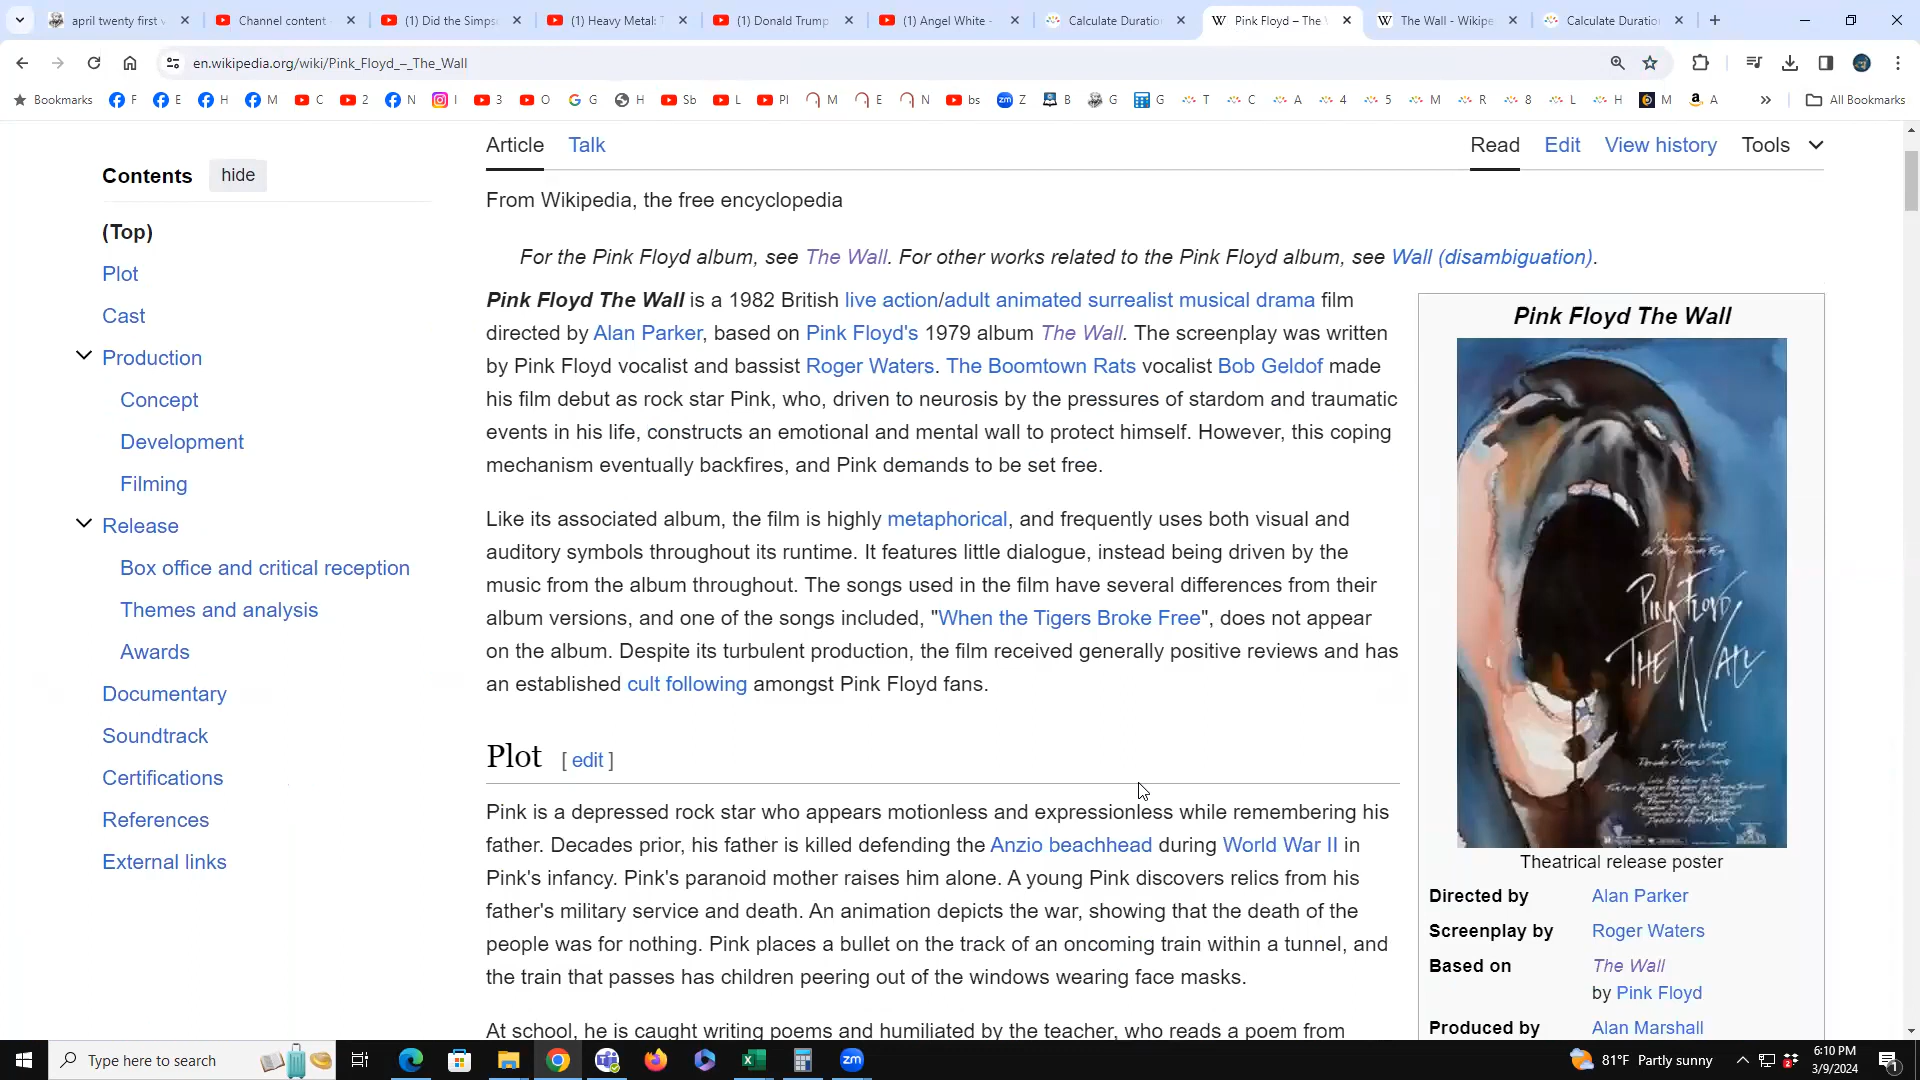 april twenty first v
Channel content
(1) Did the Simpso
(1) Heavy Metal: T
(1) Donald Trump
(1) Angel White -
Calculate Duratio
Pink Floyd – The W
The Wall - Wikipe
Calculate Duratio
en.wikipedia.org/wiki/Pink_Floyd_–_The_Wall
Bookmarks F E H M C 2 N I 3 O G H Sb L Pl M E N bs Z B G G T C A 4 5 M R 8 L H M A » All Bookmarks
Article Talk Read Edit View history Tools
Contents hide
(Top)
Plot
Cast
Production
Concept
Development
Filming
Release
Box office and critical reception
Themes and analysis
Awards
Documentary
Soundtrack
Certifications
References
External links
From Wikipedia, the free encyclopedia
For the Pink Floyd album, see The Wall. For other works related to the Pink Floyd album, see Wall (disambiguation).
Pink Floyd The Wall is a 1982 British live action/adult animated surrealist musical drama film
directed by Alan Parker, based on Pink Floyd's 1979 album The Wall. The screenplay was written
by Pink Floyd vocalist and bassist Roger Waters. The Boomtown Rats vocalist Bob Geldof made
his film debut as rock star Pink, who, driven to neurosis by the pressures of stardom and traumatic
events in his life, constructs an emotional and mental wall to protect himself. However, this coping
mechanism eventually backfires, and Pink demands to be set free.
Like its associated album, the film is highly metaphorical, and frequently uses both visual and
auditory symbols throughout its runtime. It features little dialogue, instead being driven by the
music from the album throughout. The songs used in the film have several differences from their
album versions, and one of the songs included, "When the Tigers Broke Free", does not appear
on the album. Despite its turbulent production, the film received generally positive reviews and has
an established cult following amongst Pink Floyd fans.
Plot [ edit ]
Pink is a depressed rock star who appears motionless and expressionless while remembering his
father. Decades prior, his father is killed defending the Anzio beachhead during World War II in
Pink's infancy. Pink's paranoid mother raises him alone. A young Pink discovers relics from his
father's military service and death. An animation depicts the war, showing that the death of the
people was for nothing. Pink places a bullet on the track of an oncoming train within a tunnel, and
the train that passes has children peering out of the windows wearing face masks.
At school, he is caught writing poems and humiliated by the teacher, who reads a poem from
Pink Floyd The Wall
PINK FLOYD
THE WALL
Theatrical release poster
Directed by Alan Parker
Screenplay by Roger Waters
Based on The Wall
by Pink Floyd
Produced by Alan Marshall
Type here to search
81°F Partly sunny
6:10 PM
3/9/2024
1